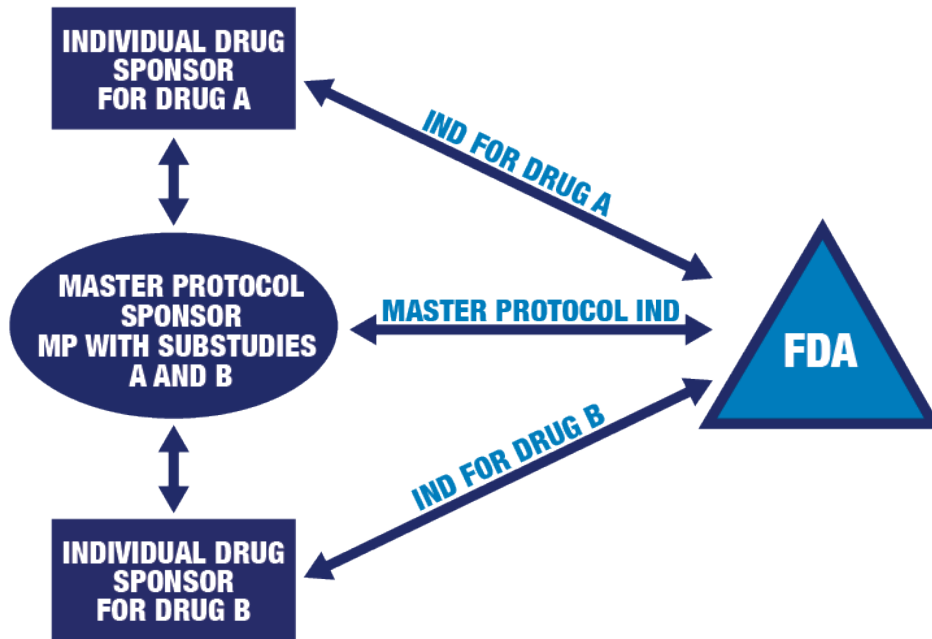 INDIVIDUAL DRUG
SPONSOR
FOR DRUG A
IND FOR DRUG A
MASTER PROTOCOL
SPONSOR
MP WITH SUBSTUDIES
A AND B
MASTER PROTOCOL IND
FDA
IND FOR DRUG B
INDIVIDUAL DRUG
SPONSOR
FOR DRUG B